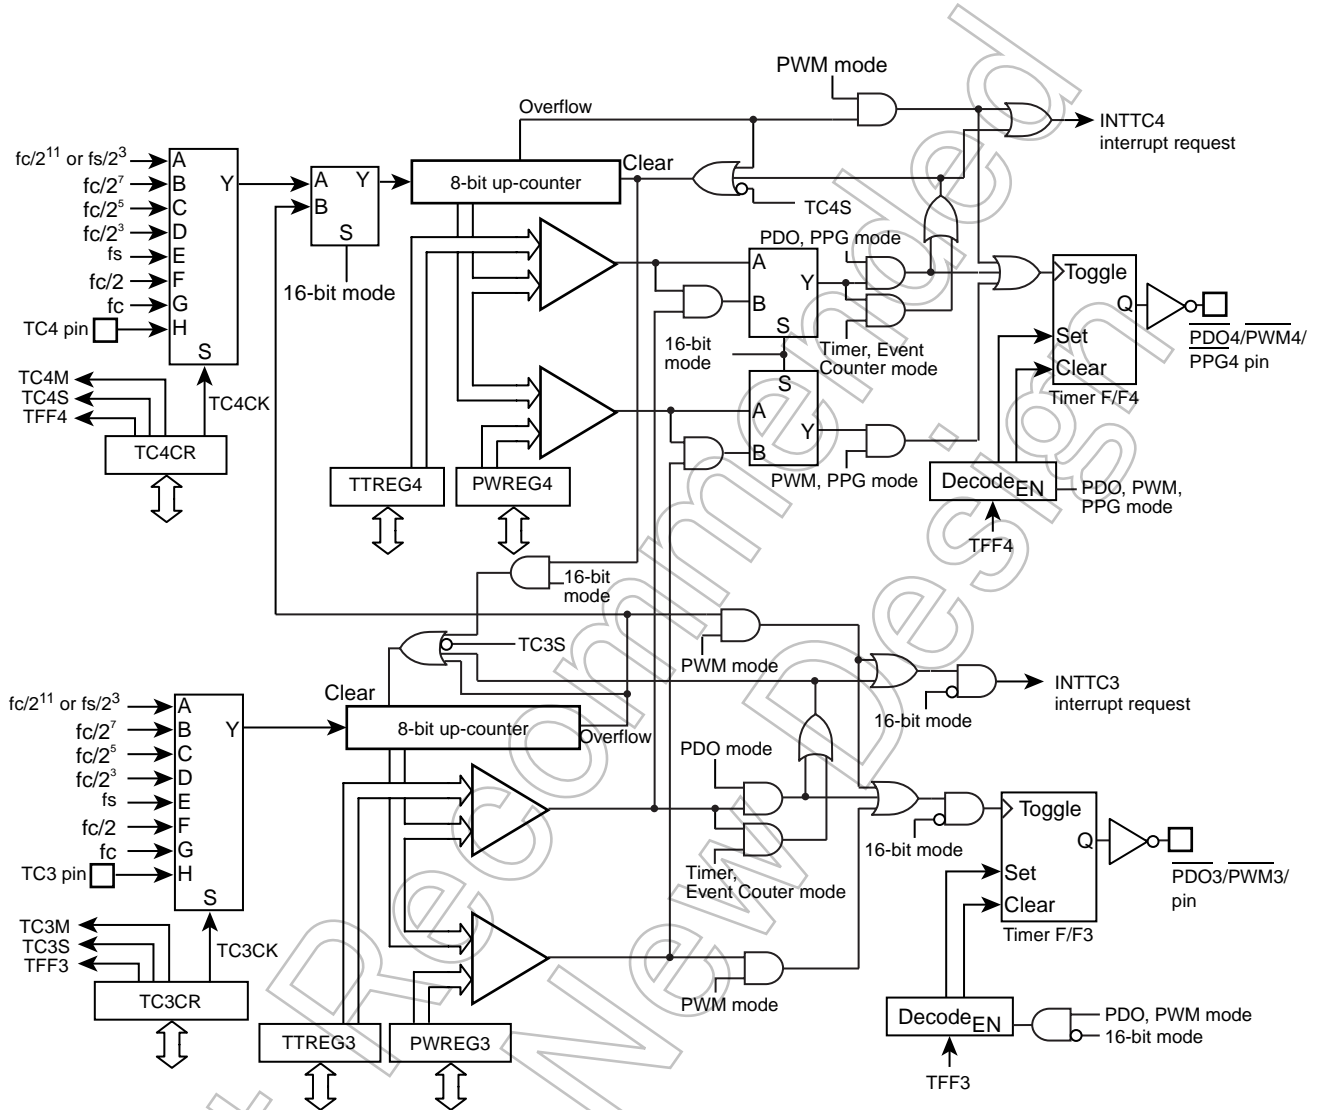 PWM mode
Overflow
INTTC4
interrupt request
fc/2¹¹ or fs/2³
fc/2⁷
fc/2⁵
fc/2³
fs
fc/2
fc
TC4 pin
A
B
C
D
E
F
G
H
Y
S
A
B
Y
S
16-bit mode
8-bit up-counter
Clear
TC4S
PDO, PPG mode
A
B
Y
S
16-bit
mode
Timer, Event
Counter mode
S
A
B
Y
PWM, PPG mode
Toggle
Q
Set
Clear
Timer F/F4
PDO4/PWM4/
PPG4 pin
TC4M
TC4S
TFF4
TC4CK
TC4CR
TTREG4
PWREG4
Decode EN
PDO, PWM,
PPG mode
TFF4
16-bit
mode
TC3S
PWM mode
INTTC3
interrupt request
16-bit mode
Clear
8-bit up-counter
Overflow
fc/2¹¹ or fs/2³
fc/2⁷
fc/2⁵
fc/2³
fs
fc/2
fc
TC3 pin
A
B
C
D
E
F
G
H
Y
S
PDO mode
Timer,
Event Couter mode
16-bit mode
Toggle
Q
Set
Clear
Timer F/F3
PDO3/PWM3/
pin
TC3M
TC3S
TFF3
TC3CK
TC3CR
TTREG3
PWREG3
PWM mode
Decode EN
PDO, PWM mode
16-bit mode
TFF3
Recommended
New Design